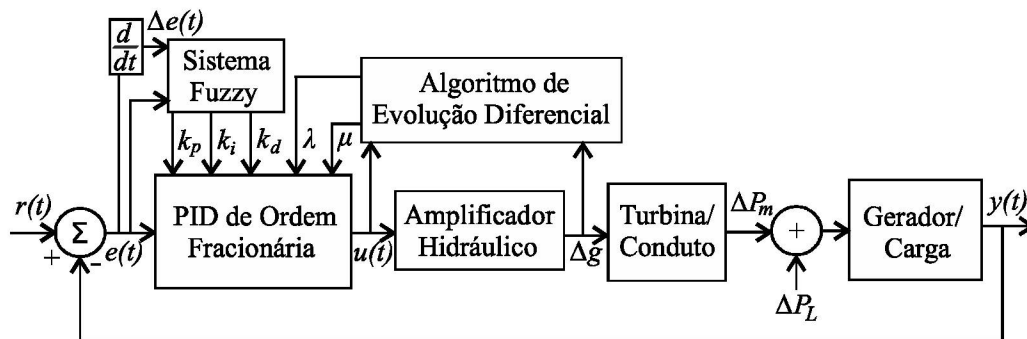 d
dt
Δe(t)
Sistema
Fuzzy
Algoritmo de
Evolução Diferencial
k_p
k_i
k_d
λ
μ
r(t)
+
Σ
-
e(t)
PID de Ordem
Fracionária
u(t)
Amplificador
Hidráulico
Δg
Turbina/
Conduto
ΔP_m
+
ΔP_L
Gerador/
Carga
y(t)